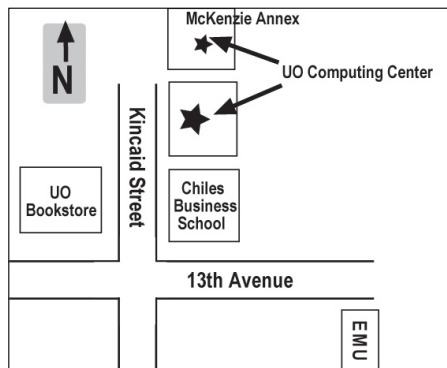 McKenzie Annex
N
UO Computing Center
Kincaid Street
UO
Bookstore
Chiles
Business
School
13th Avenue
EMU